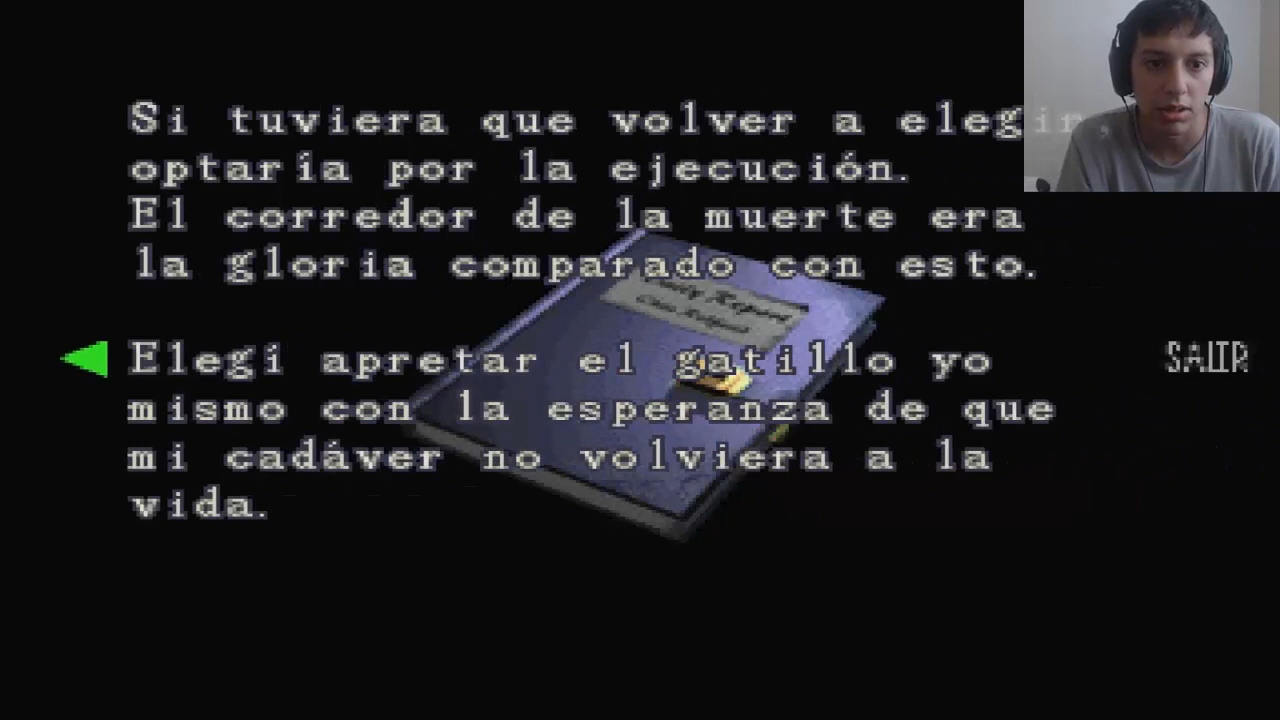 Si tuviera que volver a elegir,
optaría por la ejecución.
El corredor de la muerte era
la gloria comparado con esto.
Elegí apretar el gatillo yo
mismo con la esperanza de que
mi cadáver no volviera a la
vida.
SALIR